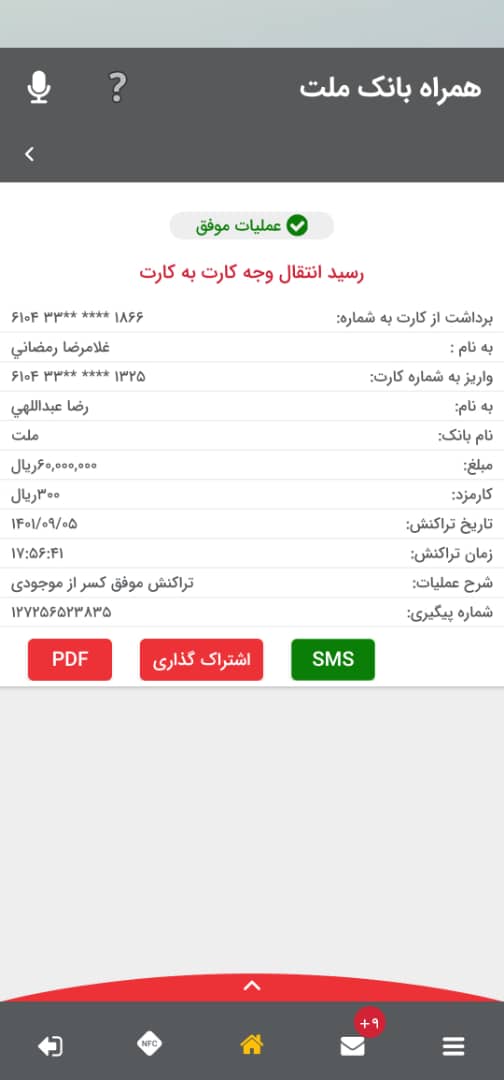 همراه بانک ملت
?
عملیات موفق
رسید انتقال وجه کارت به کارت
برداشت از کارت به شماره: ۶۱۰۴ ۳۳** **** ۱۸۶۶
به نام : غلامرضا رمضاني
واریز به شماره کارت: ۶۱۰۴ ۳۳** **** ۱۳۲۵
به نام: رضا عبداللهي
نام بانک: ملت
مبلغ: ۶۰,۰۰۰,۰۰۰ریال
کارمزد: ۳۰۰ریال
تاریخ تراکنش: ۱۴۰۱/۰۹/۰۵
زمان تراکنش: ۱۷:۵۶:۴۱
شرح عملیات: تراکنش موفق کسر از موجودی
شماره پیگیری: ۱۲۷۲۵۶۵۲۳۸۳۵
SMS اشتراک گذاری PDF
+۹
NFC